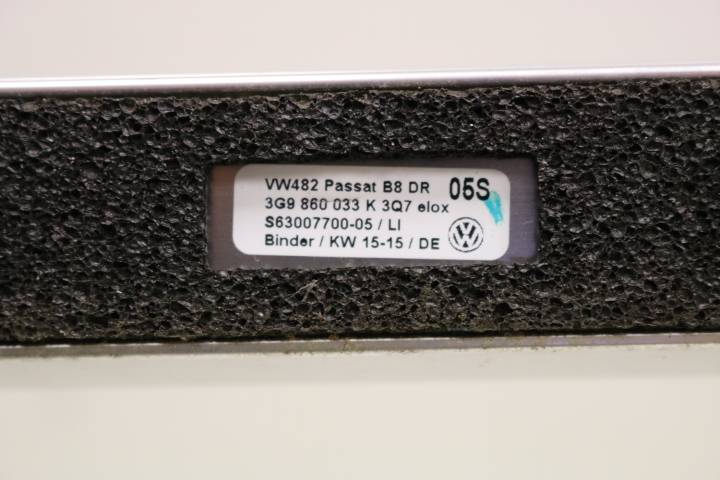 VW482 Passat B8 DR 05S
3G9 860 033 K 3Q7 elox
S63007700-05 / LI
Binder / KW 15-15 / DE